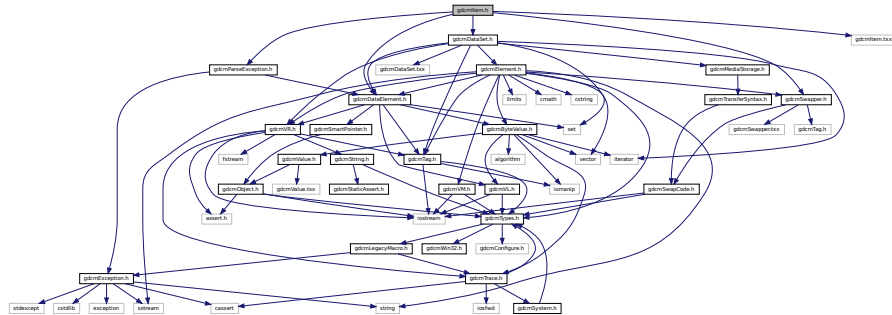 gdcmItem.h
gdcmDataSet.h
gdcmItem.txx
gdcmParseException.h
gdcmDataSet.txx
gdcmElement.h
gdcmMediaStorage.h
gdcmDataElement.h
limits
cmath
cstring
gdcmTransferSyntax.h
gdcmSwapper.h
gdcmVR.h
gdcmSmartPointer.h
gdcmByteValue.h
set
gdcmSwapper.txx
gdcmTag.h
fstream
gdcmValue.h
gdcmString.h
gdcmTag.h
algorithm
vector
iterator
gdcmObject.h
gdcmValue.txx
gdcmStaticAssert.h
gdcmVM.h
gdcmVL.h
iomanip
gdcmSwapCode.h
assert.h
iostream
gdcmTypes.h
gdcmLegacyMacro.h
gdcmWin32.h
gdcmConfigure.h
gdcmException.h
gdcmTrace.h
stdexcept
cstdlib
exception
sstream
cassert
string
iosfwd
gdcmSystem.h